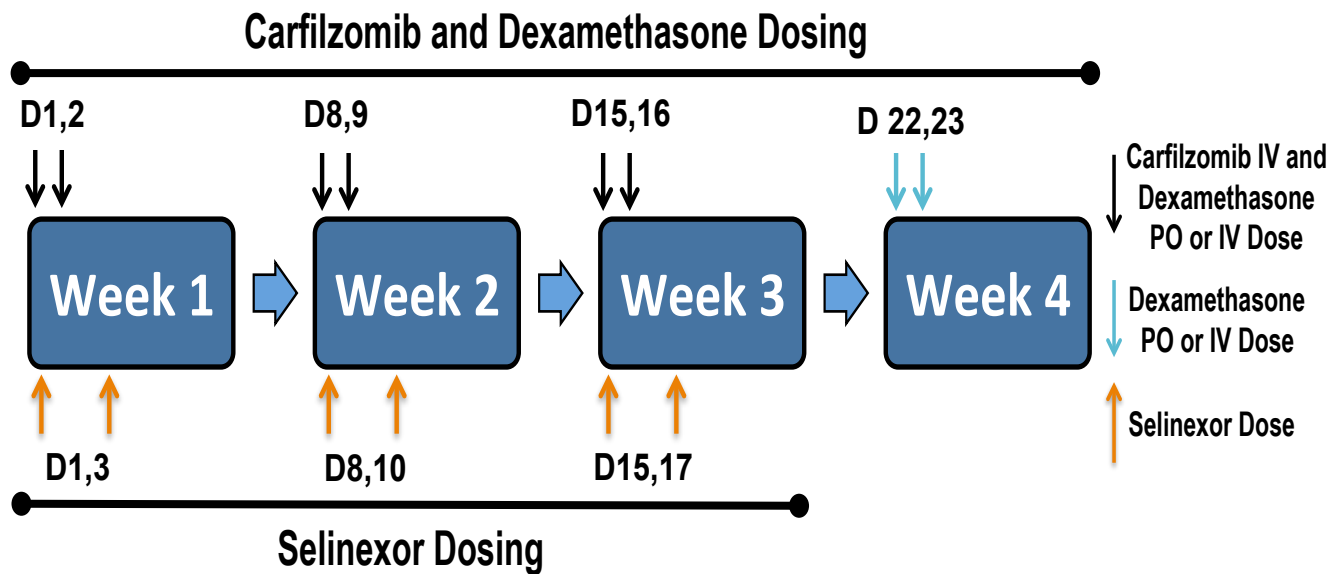 Carfilzomib and Dexamethasone Dosing
D1,2
D8,9
D15,16
D 22,23
Week 1
Week 2
Week 3
Week 4
D1,3
D8,10
D15,17
Selinexor Dosing
Carfilzomib IV and
Dexamethasone
PO or IV Dose
Dexamethasone
PO or IV Dose
Selinexor Dose